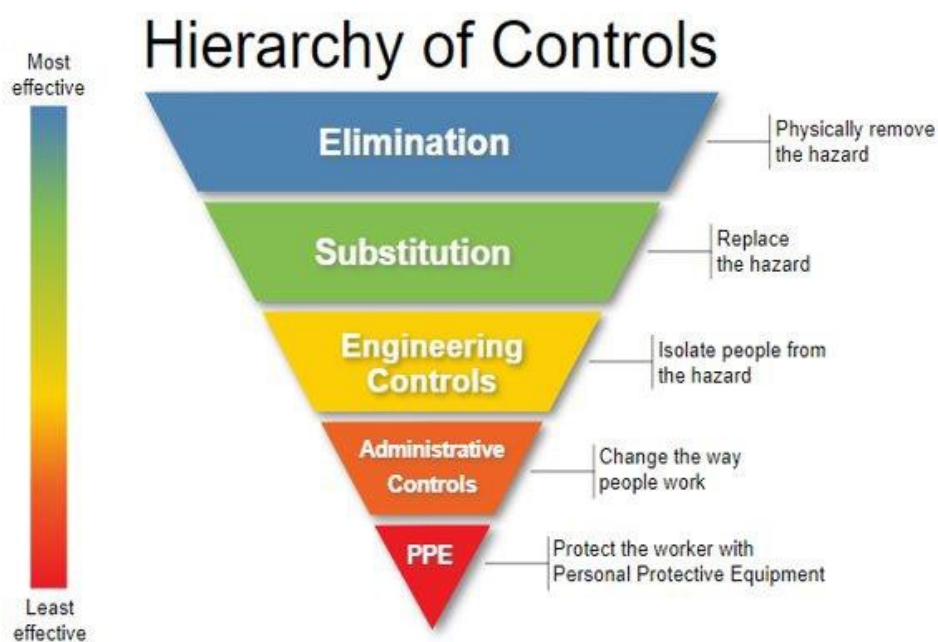 Hierarchy of Controls
Most
effective
Elimination
Physically remove
the hazard
Substitution
Replace
the hazard
Engineering
Controls
Isolate people from
the hazard
Administrative
Controls
Change the way
people work
PPE
Protect the worker with
Personal Protective Equipment
Least
effective